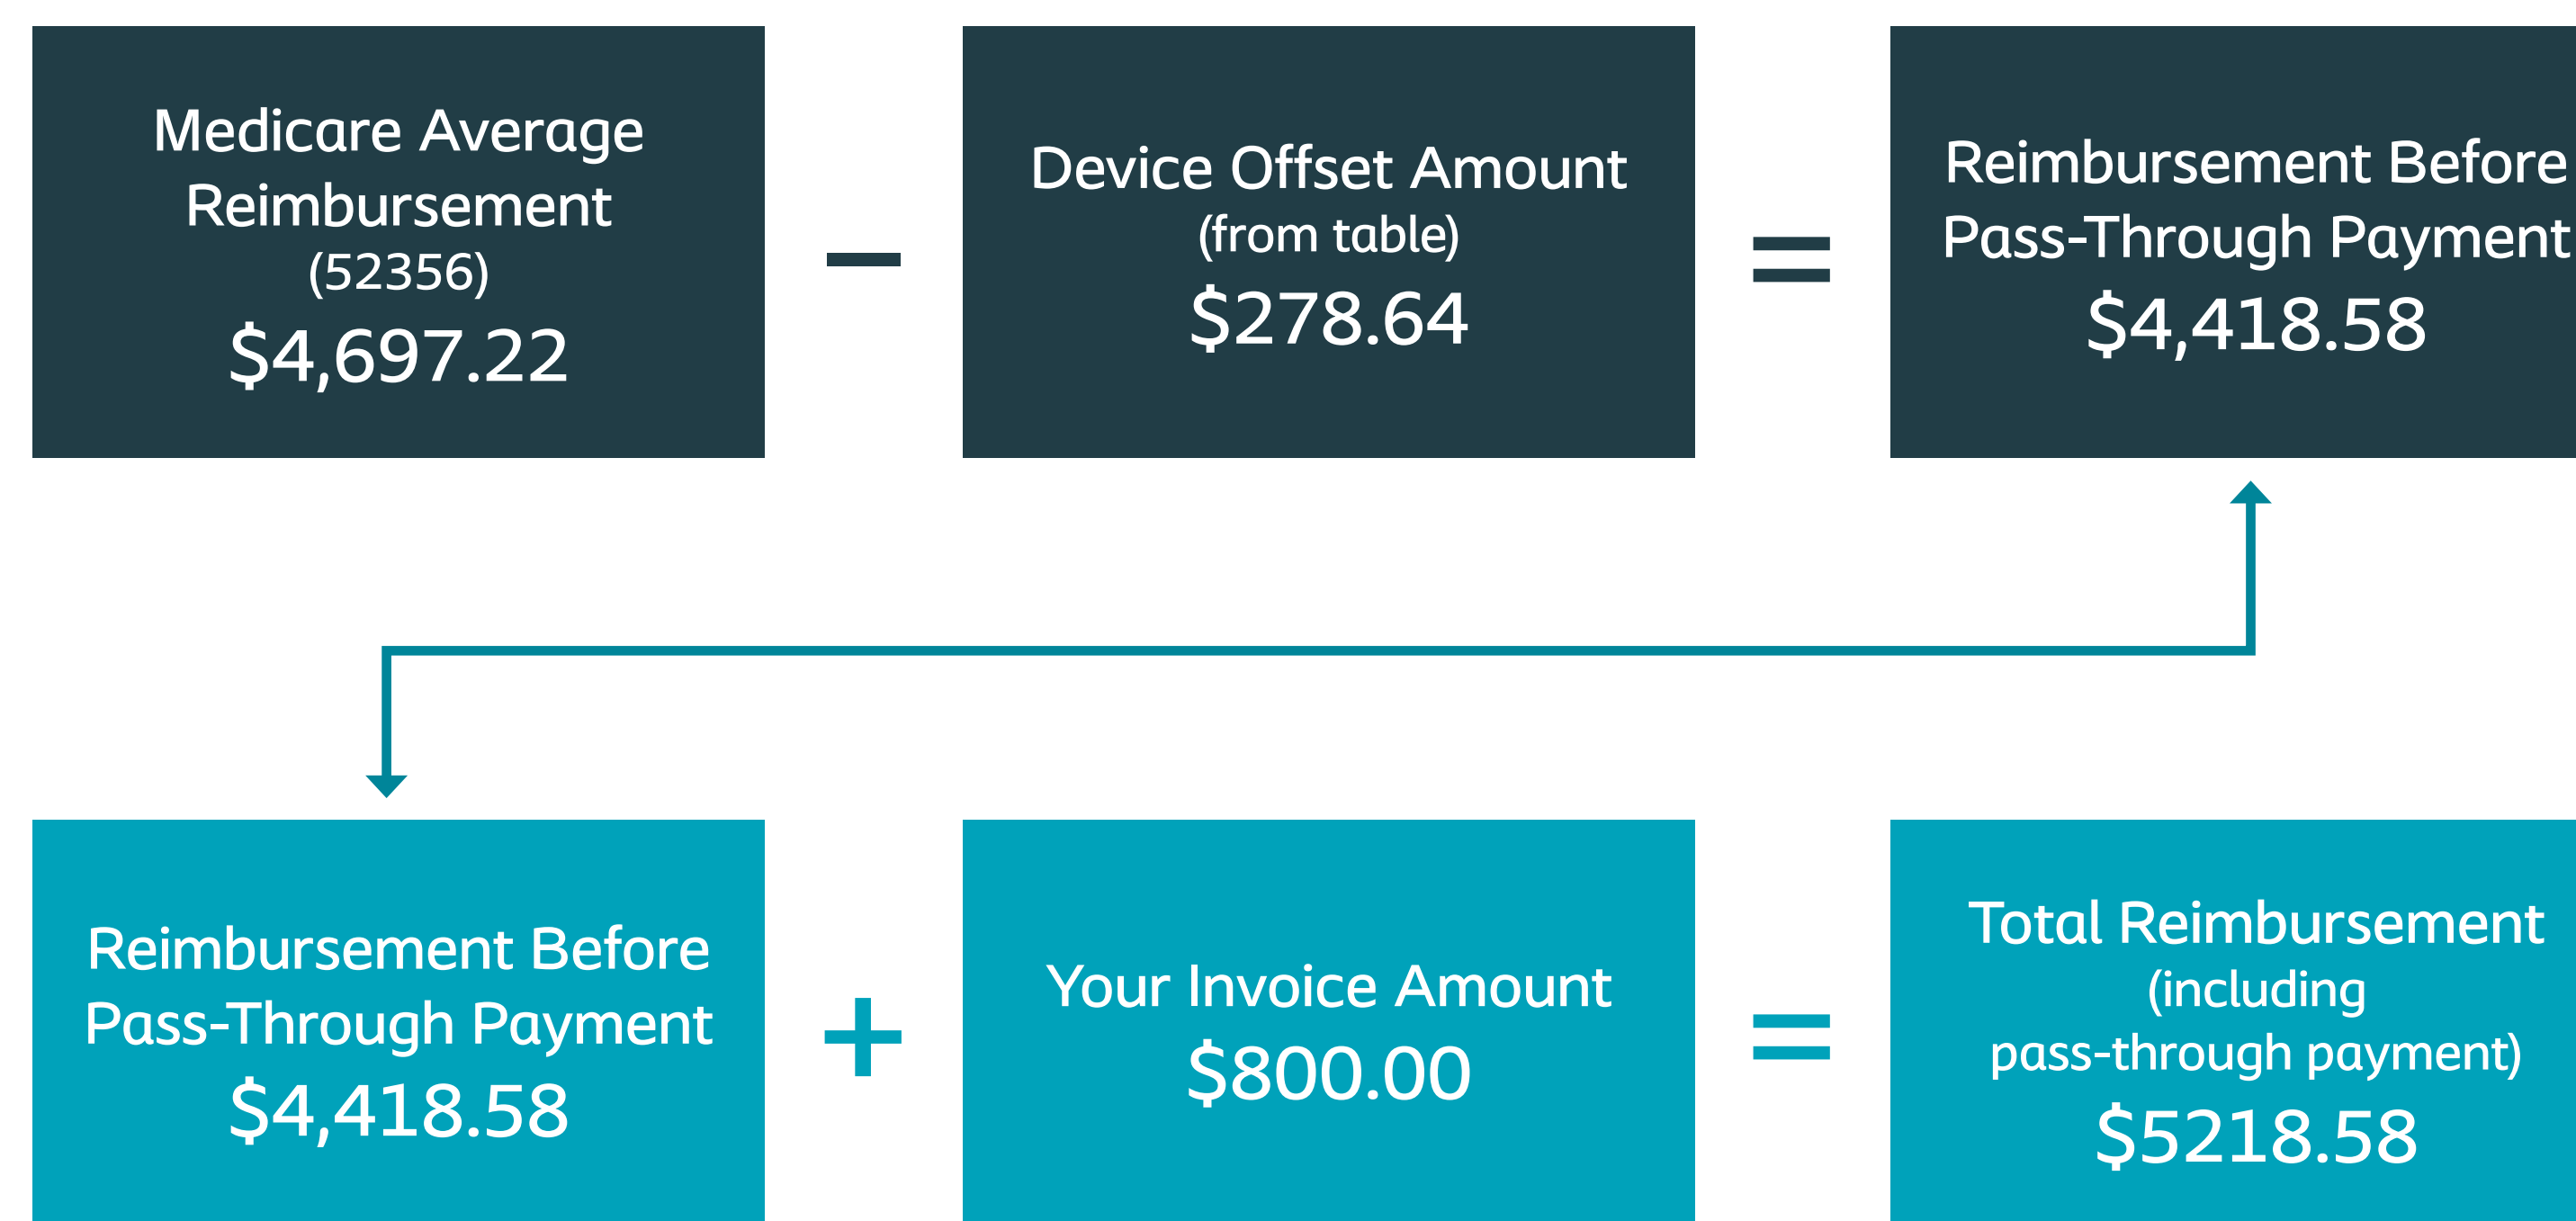 Medicare Average
Reimbursement
(52356)
$4,697.22
−
Device Offset Amount
(from table)
$278.64
=
Reimbursement Before
Pass-Through Payment
$4,418.58
Reimbursement Before
Pass-Through Payment
$4,418.58
+
Your Invoice Amount
$800.00
=
Total Reimbursement
(including
pass-through payment)
$5218.58